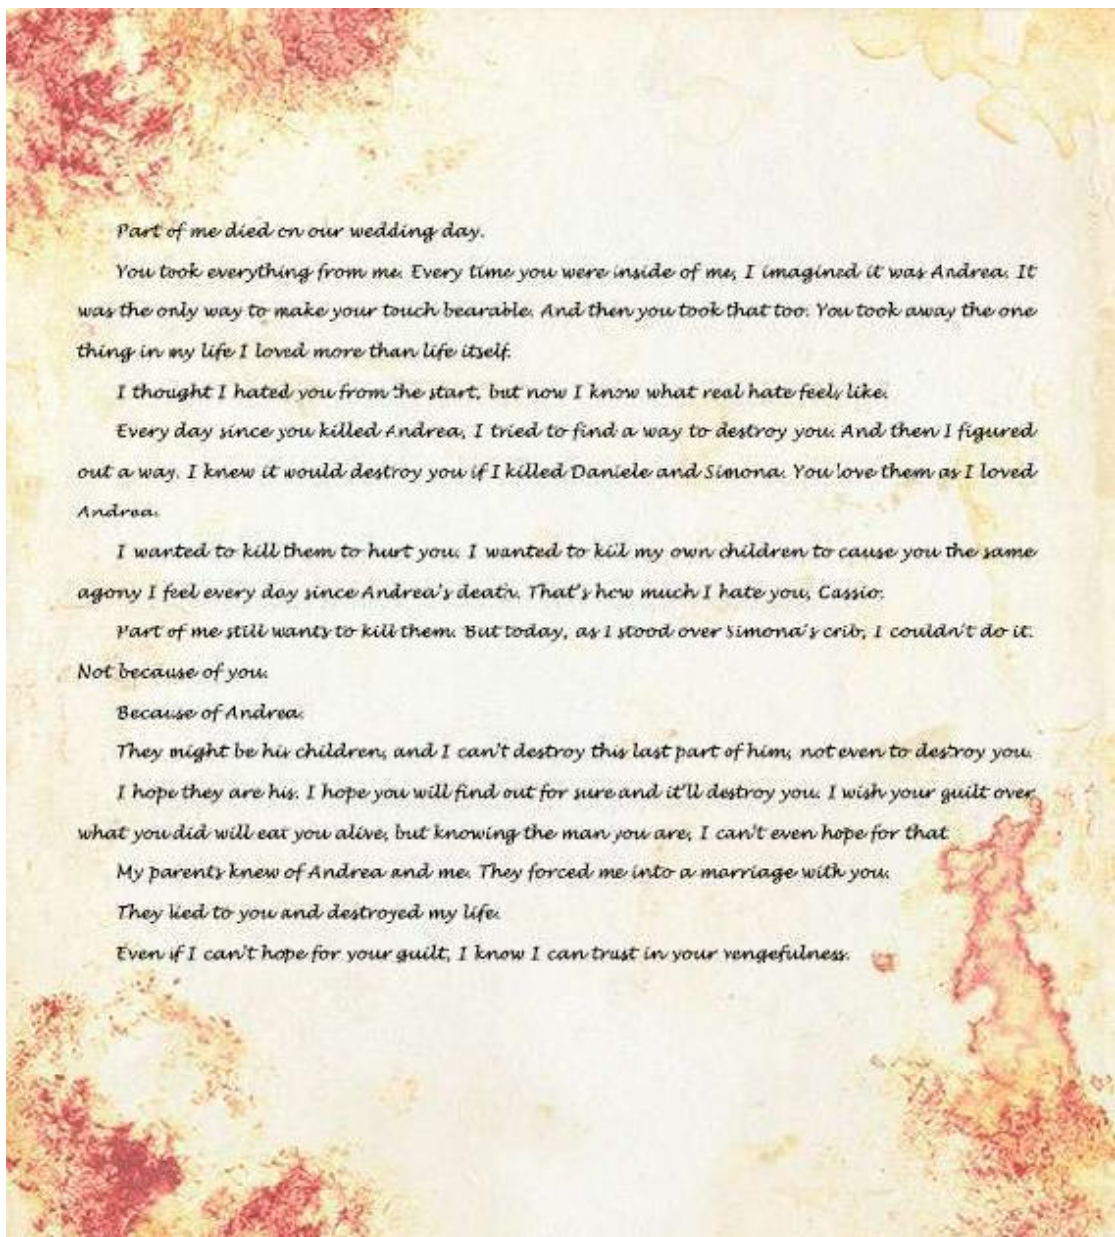 Part of me died on our wedding day.
You took everything from me. Every time you were inside of me, I imagined it was Andrea. It
was the only way to make your touch bearable. And then you took that too. You took away the one
thing in my life I loved more than life itself.
I thought I hated you from the start, but now I know what real hate feels like.
Every day since you killed Andrea, I tried to find a way to destroy you. And then I figured
out a way. I knew it would destroy you if I killed Daniele and Simona. You love them as I loved
Andrea.
I wanted to kill them to hurt you. I wanted to kill my own children to cause you the same
agony I feel every day since Andrea's death. That's how much I hate you, Cassio.
Part of me still wants to kill them. But today, as I stood over Simona's crib, I couldn't do it.
Not because of you.
Because of Andrea.
They might be his children, and I can't destroy this last part of him, not even to destroy you.
I hope they are his. I hope you will find out for sure and it'll destroy you. I wish your guilt over
what you did will eat you alive, but knowing the man you are, I can't even hope for that
My parents knew of Andrea and me. They forced me into a marriage with you.
They lied to you and destroyed my life.
Even if I can't hope for your guilt, I know I can trust in your vengefulness.